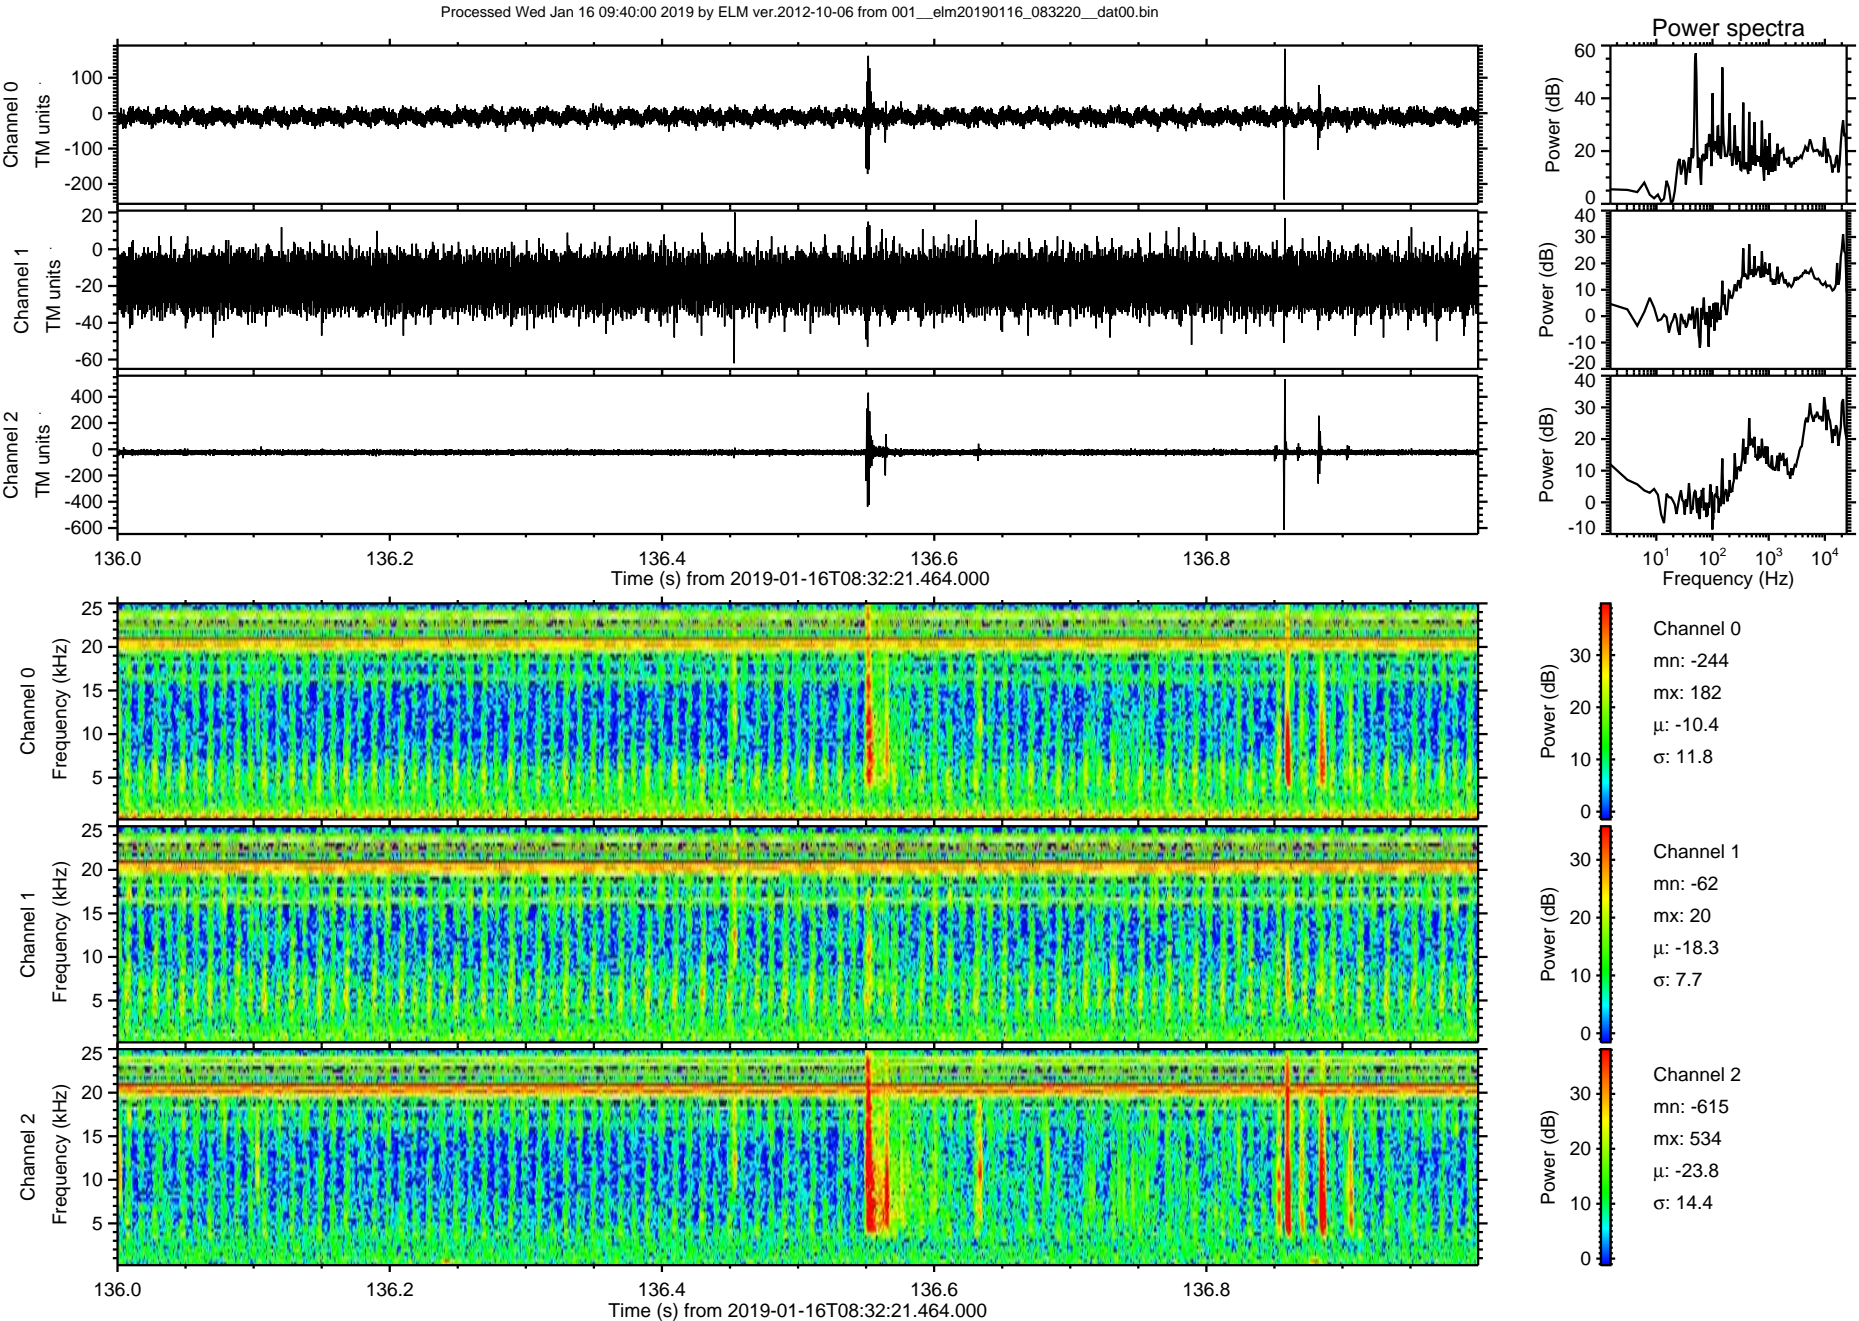 Processed Wed Jan 16 09:40:00 2019 by ELM ver.2012-10-06 from 001__elm20190116_083220__dat00.bin
Power spectra
Channel 0
TM units
100
0
-100
-200
Power (dB)
60
40
20
0
Channel 1
TM units
20
0
-20
-40
-60
Power (dB)
40
30
20
10
0
-10
-20
Channel 2
TM units
400
200
0
-200
-400
-600
Power (dB)
40
30
20
10
0
-10
136.0 136.2 136.4 136.6 136.8
Time (s) from 2019-01-16T08:32:21.464.000
10¹ 10² 10³ 10⁴
Frequency (Hz)
Channel 0
Frequency (kHz)
25
20
15
10
5
Power (dB)
30
20
10
0
Channel 0
mn: -244
mx: 182
μ: -10.4
σ: 11.8
Channel 1
Frequency (kHz)
25
20
15
10
5
Power (dB)
30
20
10
0
Channel 1
mn: -62
mx: 20
μ: -18.3
σ: 7.7
Channel 2
Frequency (kHz)
25
20
15
10
5
Power (dB)
30
20
10
0
Channel 2
mn: -615
mx: 534
μ: -23.8
σ: 14.4
136.0 136.2 136.4 136.6 136.8
Time (s) from 2019-01-16T08:32:21.464.000